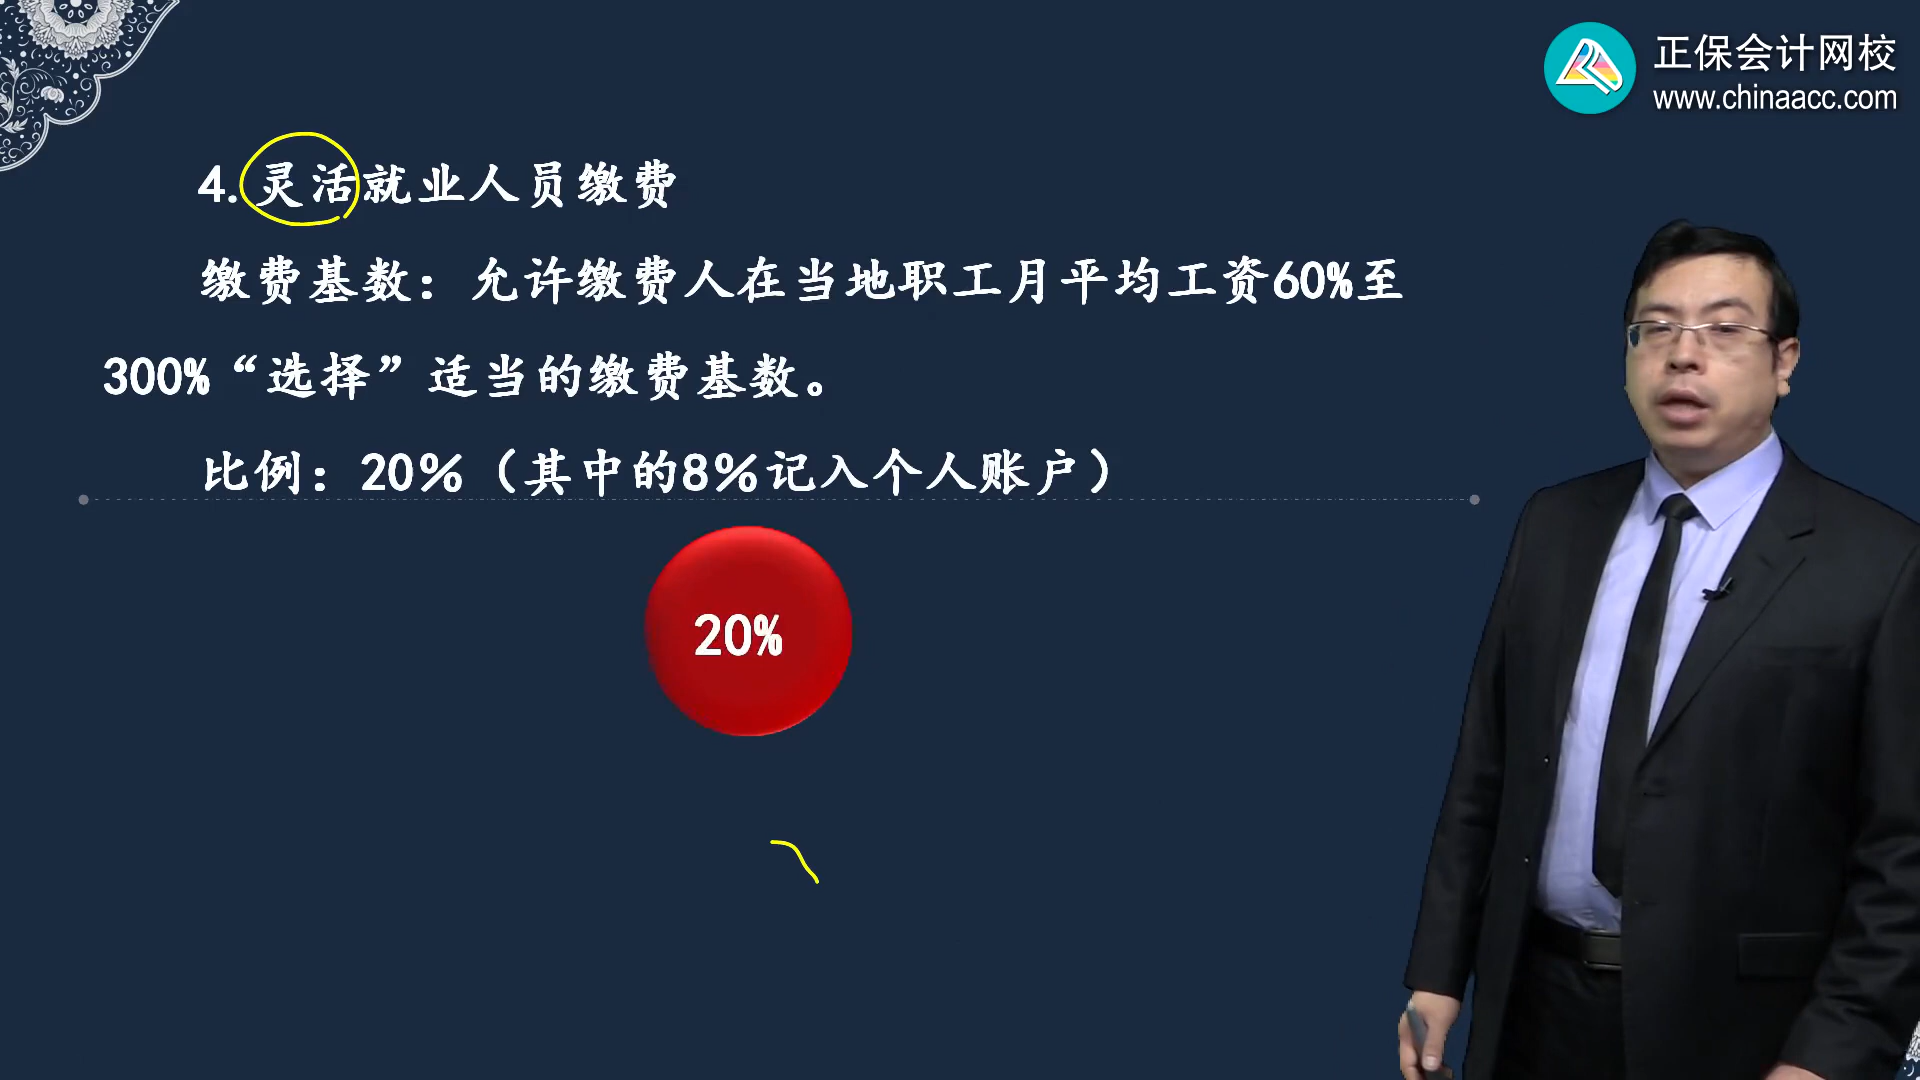 正保会计网校
www.chinaacc.com
4.灵活就业人员缴费
缴费基数：允许缴费人在当地职工月平均工资60%至
300%“选择”适当的缴费基数。
比例：20%（其中的8%记入个人账户）
20%